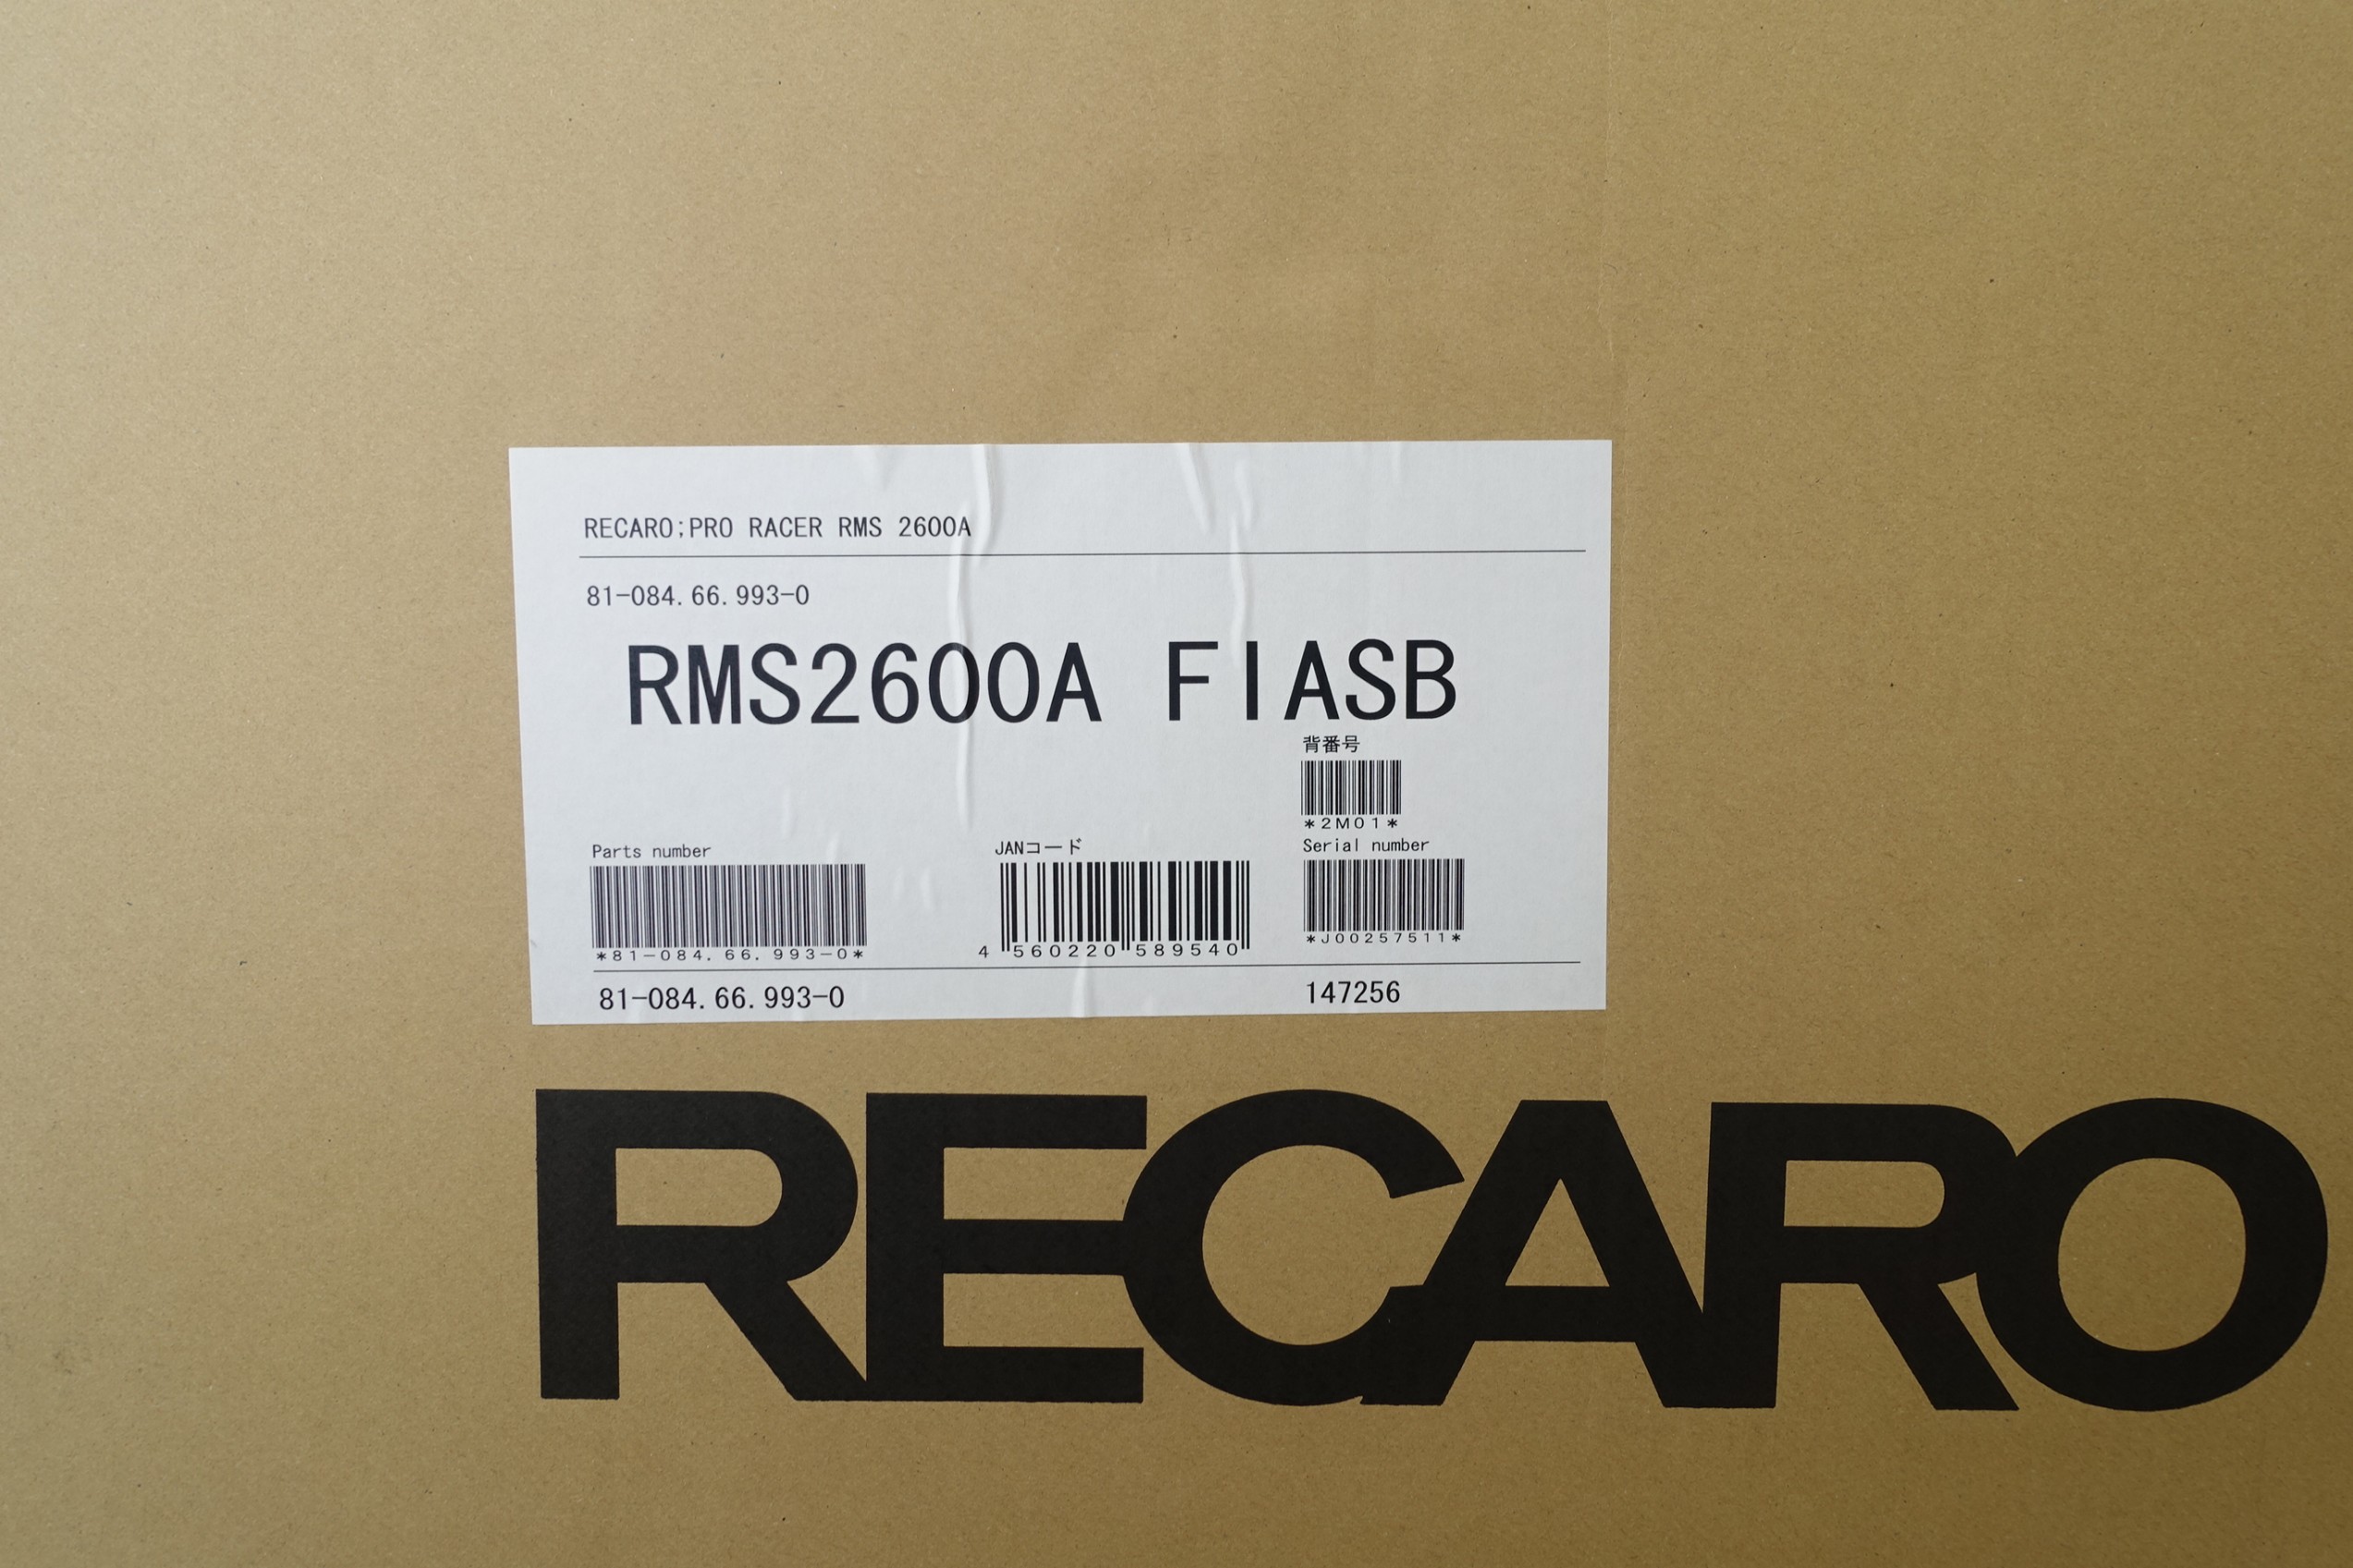 RECARO;PRO RACER RMS 2600A
81-084.66.993-0
RMS2600A FIASB
背番号
*2M01*
Parts number
JANコード
Serial number
*81-084.66.993-0*
4 560220 589540
*J00257511*
81-084.66.993-0
147256
RECARO